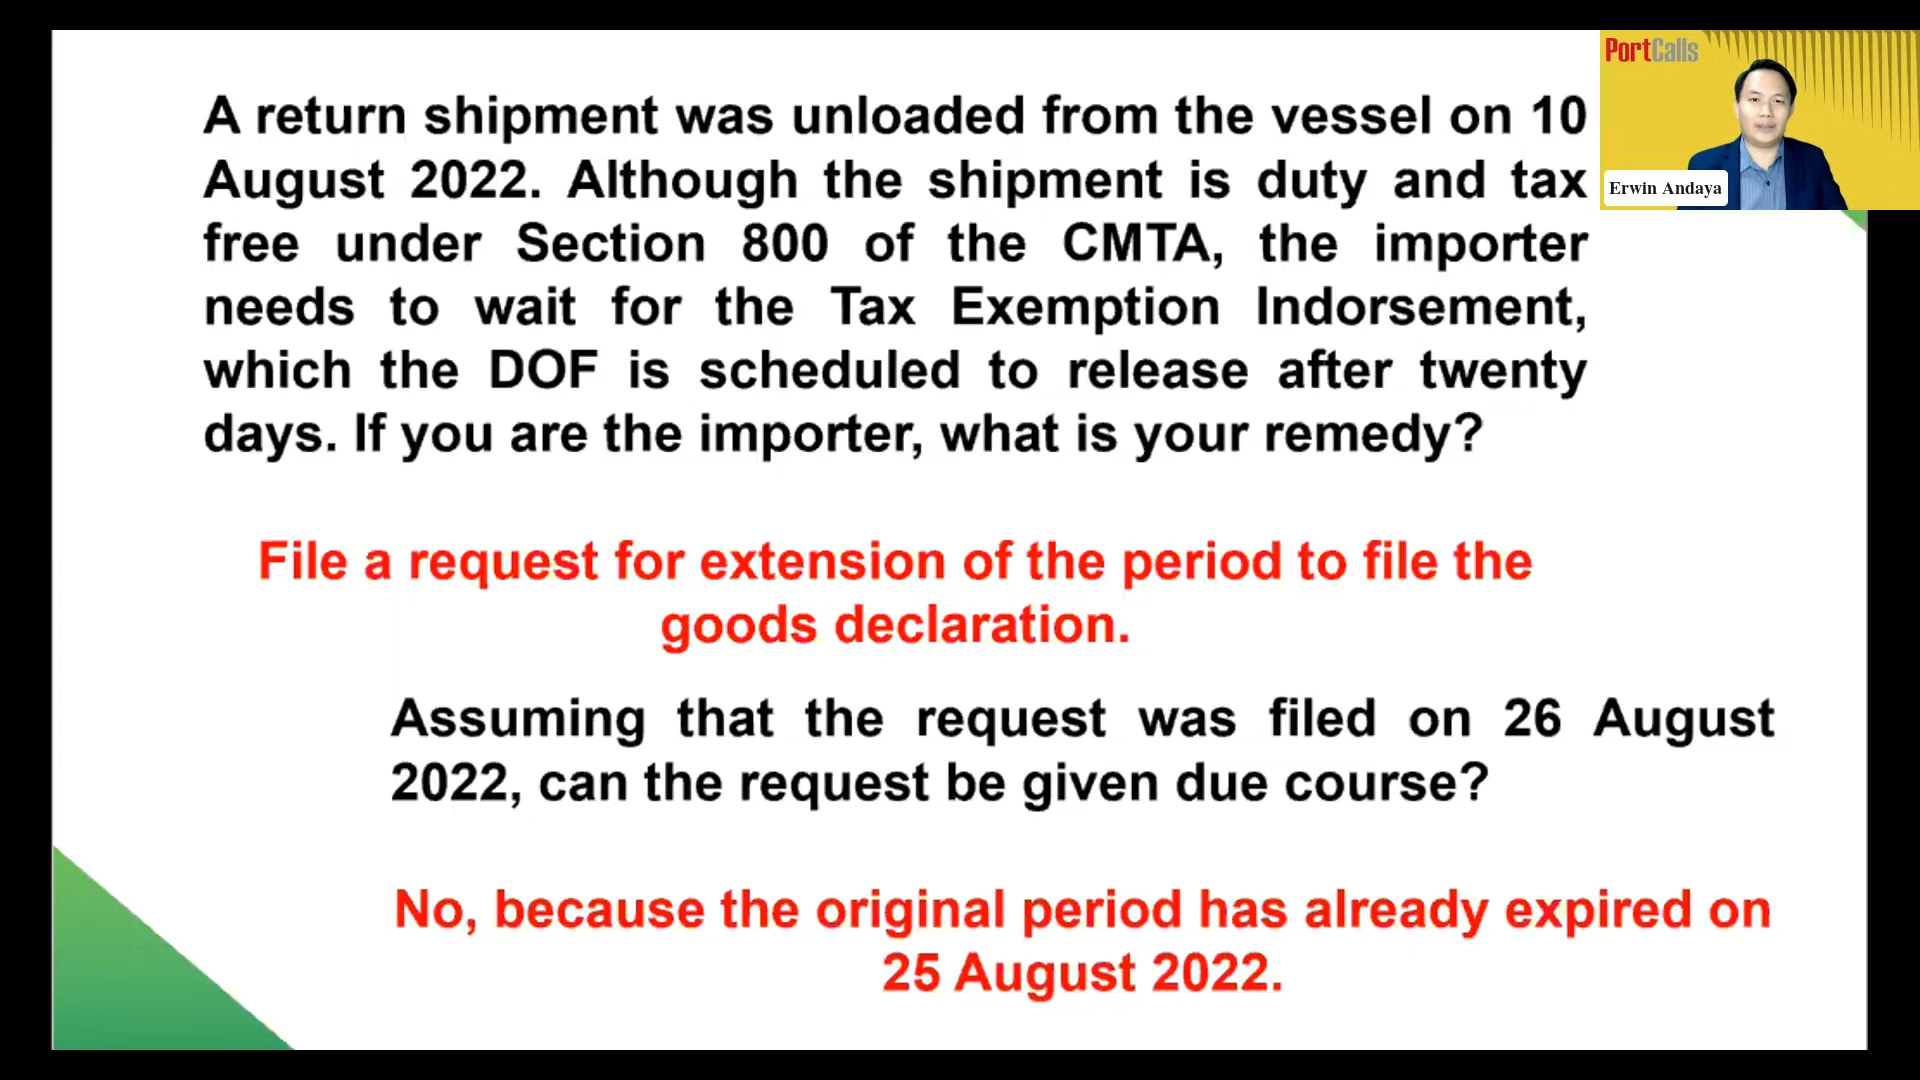 PortCalls
Erwin Andaya
A return shipment was unloaded from the vessel on 10
August 2022. Although the shipment is duty and tax
free under Section 800 of the CMTA, the importer
needs to wait for the Tax Exemption Indorsement,
which the DOF is scheduled to release after twenty
days. If you are the importer, what is your remedy?
File a request for extension of the period to file the
goods declaration.
Assuming that the request was filed on 26 August
2022, can the request be given due course?
No, because the original period has already expired on
25 August 2022.